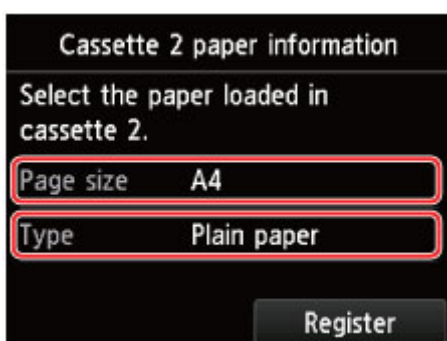 Cassette 2 paper information
Select the paper loaded in
cassette 2.
Page size A4
Type Plain paper
Register